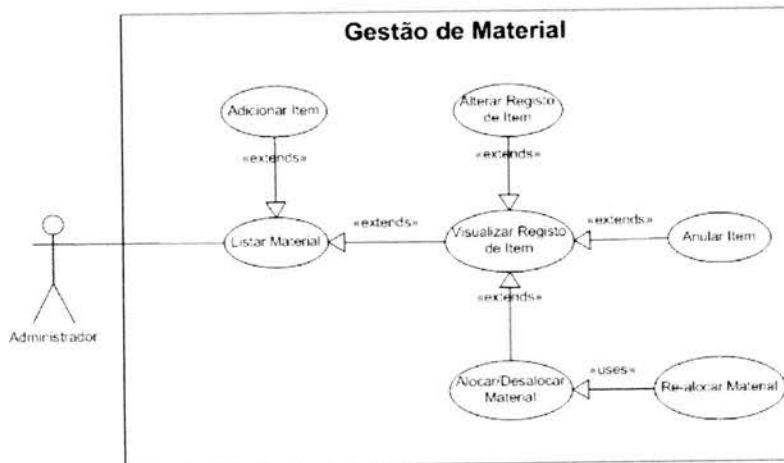 Gestão de Material
Adicionar Item
Alterar Registo
de Item
«extends»
«extends»
Listar Material
«extends»
Visualizar Registo
de Item
«extends»
Anular Item
«extends»
Administrador
Alocar/Desalocar
Material
«uses»
Re-alocar Material